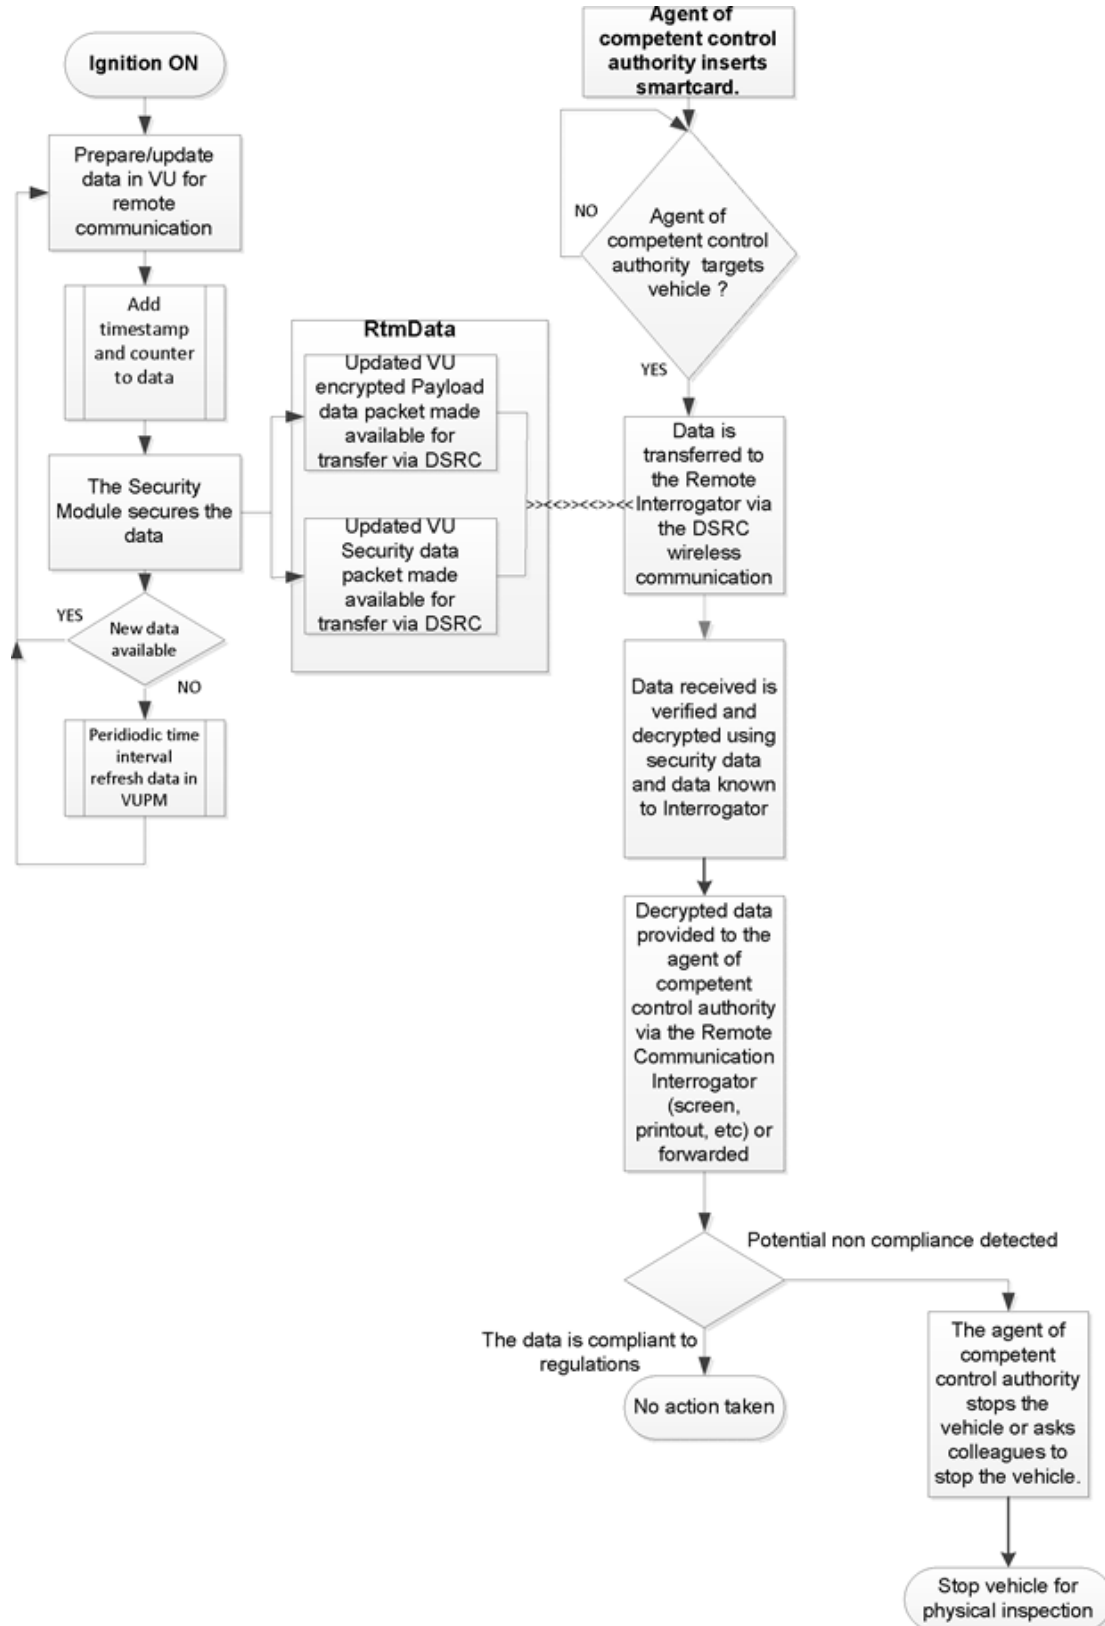 Ignition ON
Prepare/update
data in VU for
remote
communication
Add
timestamp
and counter
to data
The Security
Module secures the
data
YES
New data
available
NO
Peridiodic time
interval
refresh data in
VUPM
RtmData
Updated VU
encrypted Payload
data packet made
available for
transfer via DSRC
Updated VU
Security data
packet made
available for
transfer via DSRC
>><<>><<>><<
Agent of
competent control
authority inserts
smartcard.
NO
Agent of
competent control
authority targets
vehicle ?
YES
Data is
transferred to
the Remote
Interrogator via
the DSRC
wireless
communication
Data received is
verified and
decrypted using
security data
and data known
to Interrogator
Decrypted data
provided to the
agent of
competent
control authority
via the Remote
Communication
Interrogator
(screen,
printout, etc) or
forwarded
Potential non compliance detected
The data is compliant to
regulations
No action taken
The agent of
competent
control authority
stops the
vehicle or asks
colleagues to
stop the vehicle.
Stop vehicle for
physical inspection